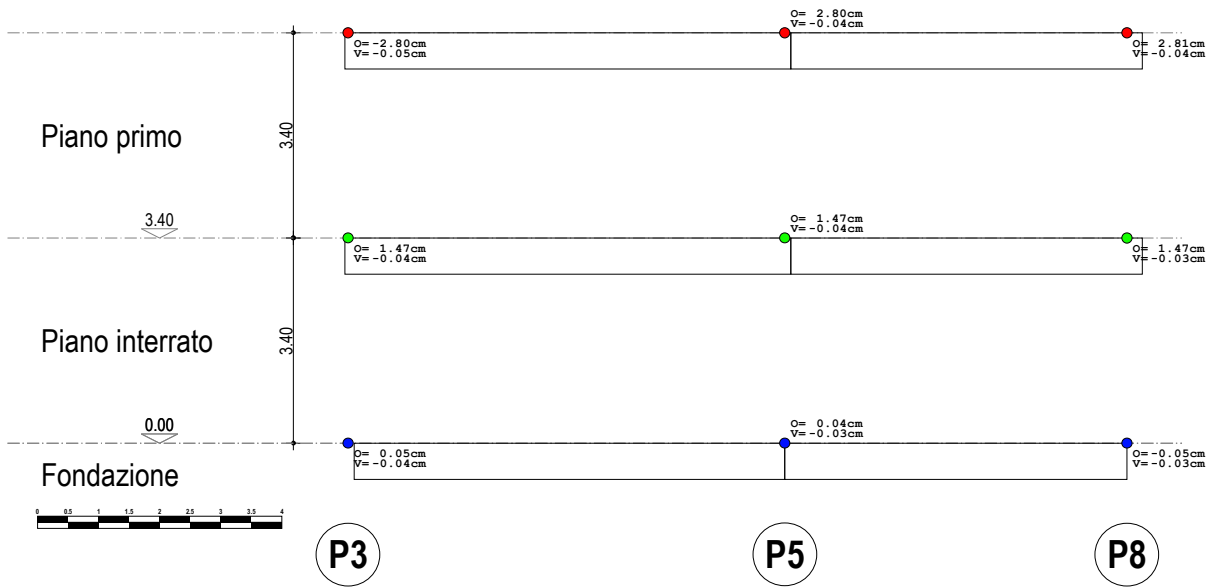 O= 2.80cm
V=-0.04cm
O=-2.80cm
V=-0.05cm
O= 2.81cm
V=-0.04cm
Piano primo
3.40
3.40
O= 1.47cm
V=-0.04cm
O= 1.47cm
V=-0.04cm
O= 1.47cm
V=-0.03cm
Piano interrato
3.40
0.00
O= 0.04cm
V=-0.03cm
O= 0.05cm
V=-0.04cm
O=-0.05cm
V=-0.03cm
Fondazione
0 0.5 1 1.5 2 2.5 3 3.5 4
P3 P5 P8